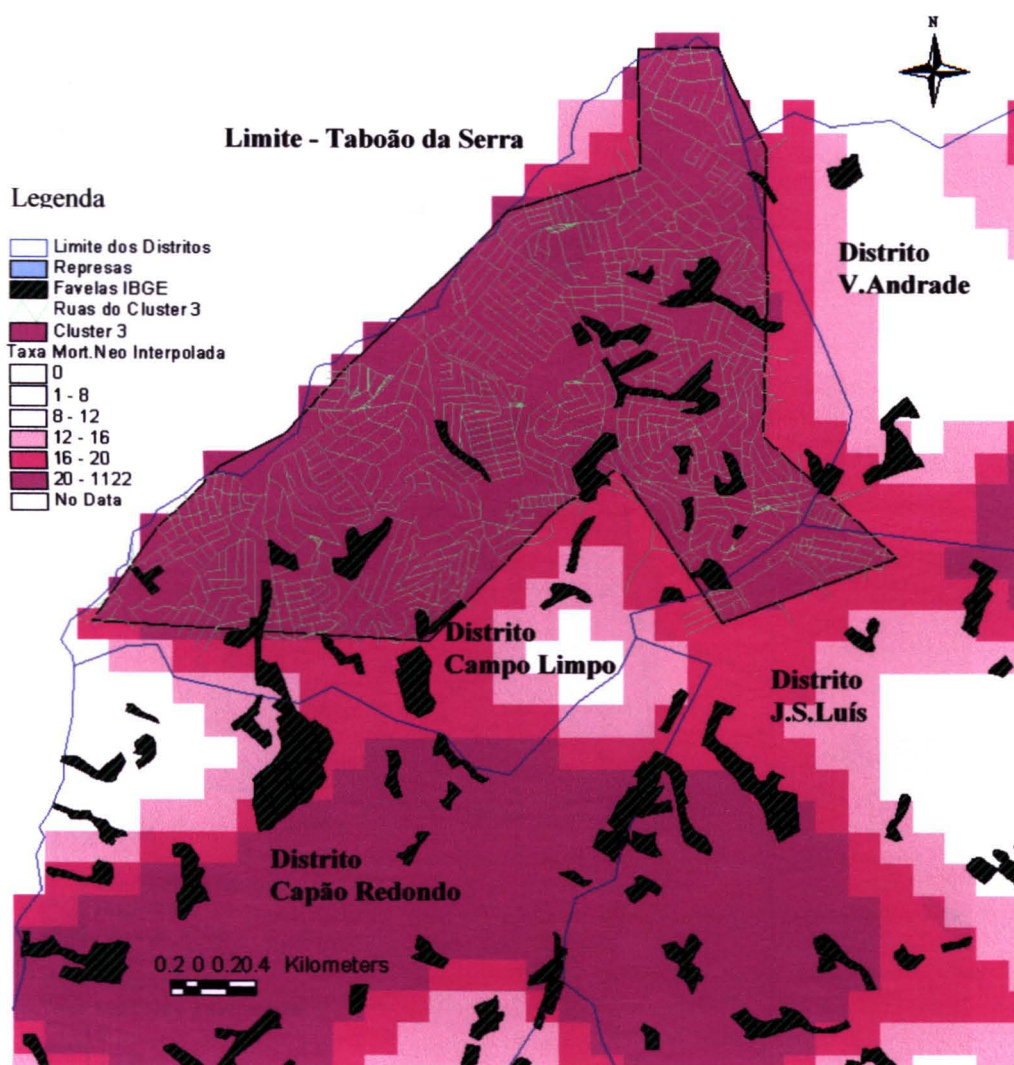 N
Limite - Taboão da Serra
Legenda
Limite dos Distritos
Represas
Favelas IBGE
Ruas do Cluster 3
Cluster 3
Taxa Mort.Neo Interpolada
0
1 - 8
8 - 12
12 - 16
16 - 20
20 - 1122
No Data
Distrito
V.Andrade
Distrito
Campo Limpo
Distrito
J.S.Luís
Distrito
Capão Redondo
0.2 0 0.20.4 Kilometers